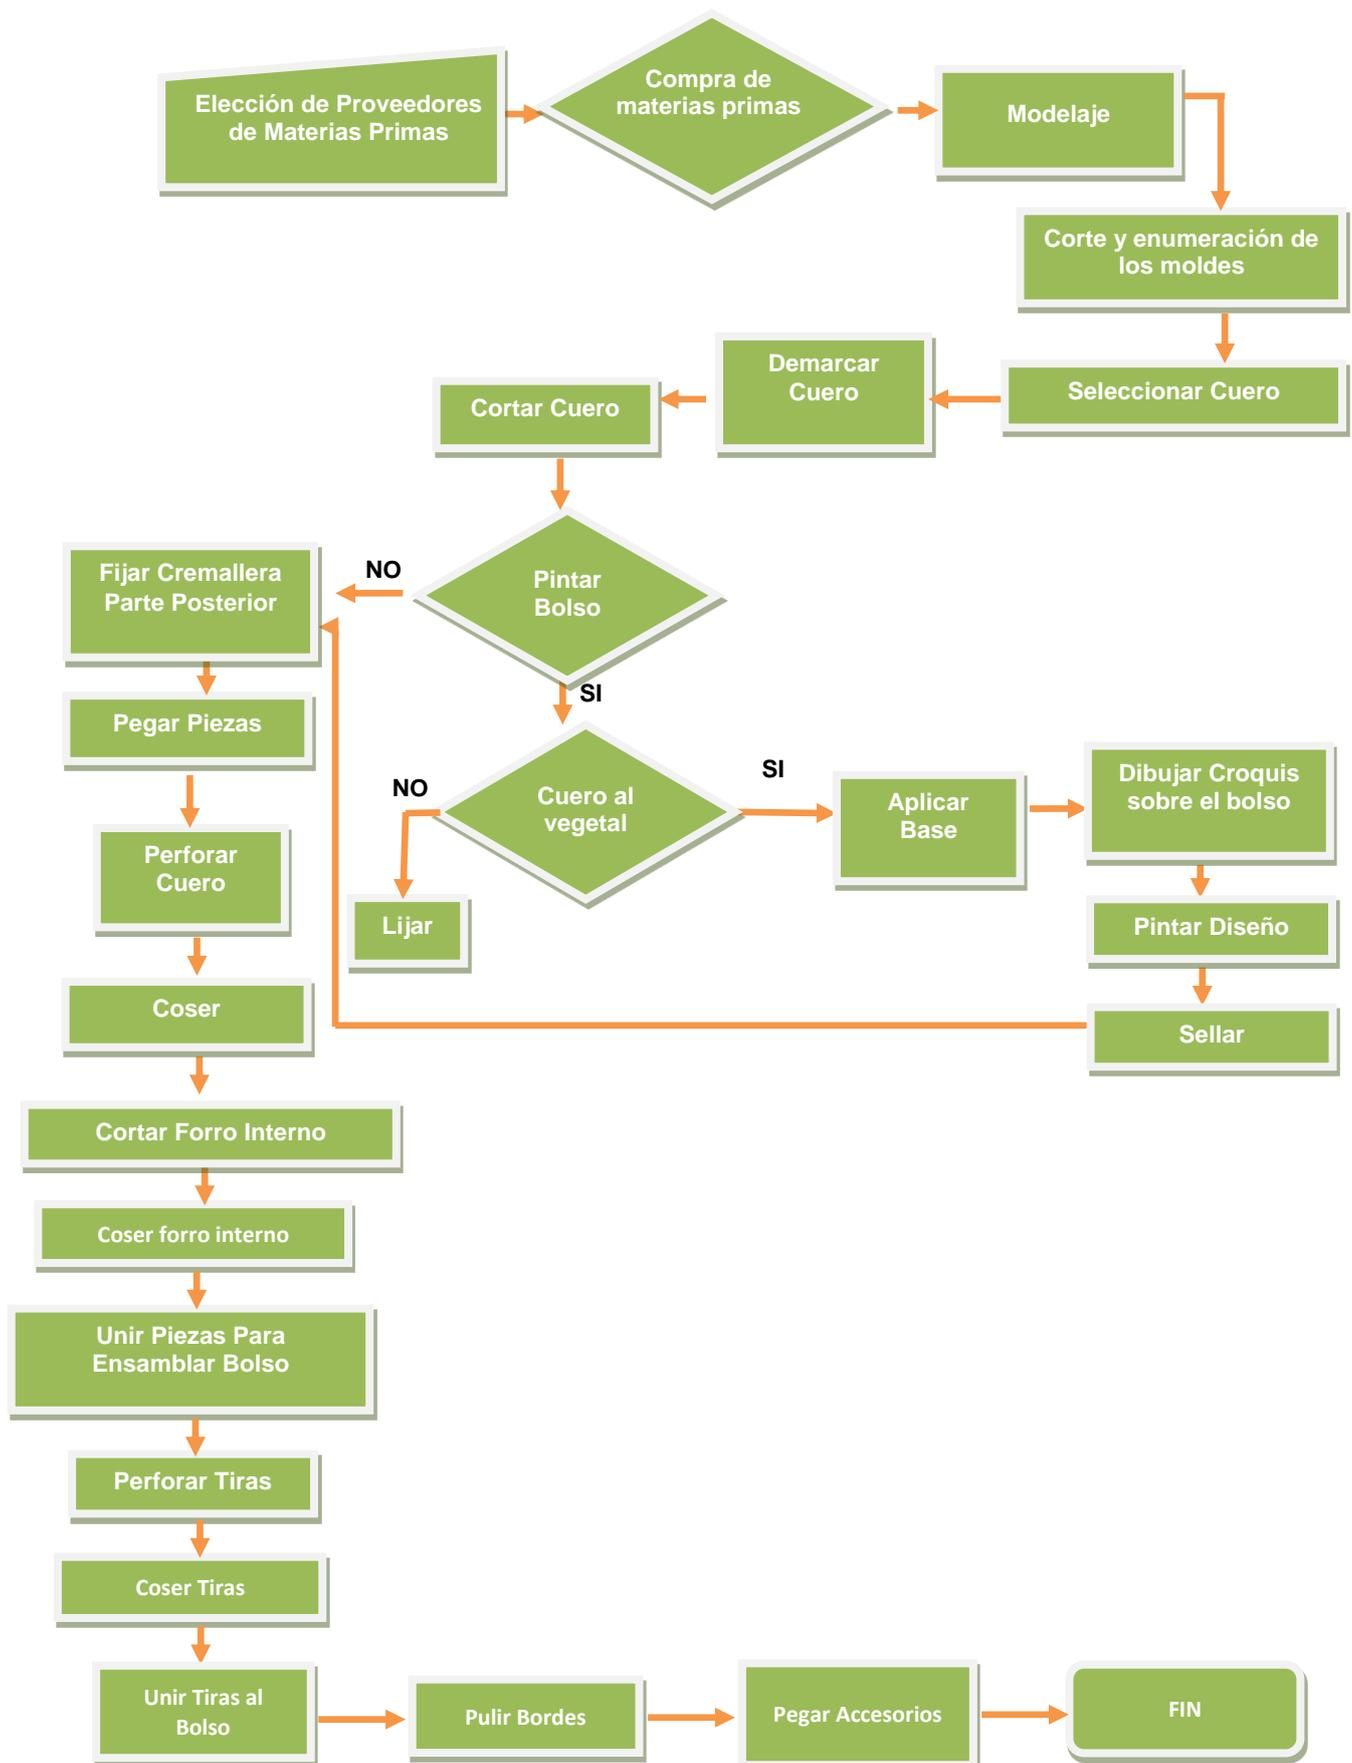 Elección de Proveedores
de Materias Primas
Compra de
materias primas
Modelaje
Corte y enumeración de
los moldes
Seleccionar Cuero
Demarcar
Cuero
Cortar Cuero
Pintar
Bolso
NO
Fijar Cremallera
Parte Posterior
SI
Cuero al
vegetal
NO
Lijar
SI
Aplicar
Base
Dibujar Croquis
sobre el bolso
Pintar Diseño
Sellar
Pegar Piezas
Perforar
Cuero
Coser
Cortar Forro Interno
Coser forro interno
Unir Piezas Para
Ensamblar Bolso
Perforar Tiras
Coser Tiras
Unir Tiras al
Bolso
Pulir Bordes
Pegar Accesorios
FIN